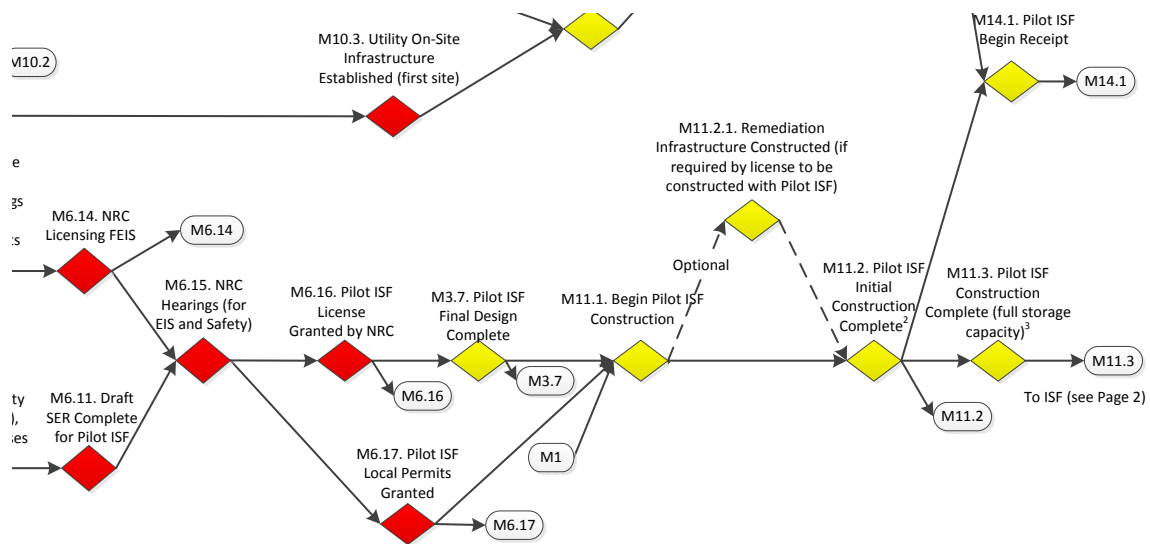 M14.1. Pilot ISF
Begin Receipt
M14.1
M10.2
M10.3. Utility On-Site
Infrastructure
Established (first site)
M11.2.1. Remediation
Infrastructure Constructed (if
required by license to be
constructed with Pilot ISF)
e
gs
ts
M6.14. NRC
Licensing FEIS
M6.14
M6.15. NRC
Hearings (for
EIS and Safety)
M6.16. Pilot ISF
License
Granted by NRC
M3.7. Pilot ISF
Final Design
Complete
M11.1. Begin Pilot ISF
Construction
Optional
M11.2. Pilot ISF
Initial
Construction
Complete²
M11.3. Pilot ISF
Construction
Complete (full storage
capacity)³
M11.3
To ISF (see Page 2)
M3.7
M6.16
M11.2
ity
),
ses
M6.11. Draft
SER Complete
for Pilot ISF
M1
M6.17. Pilot ISF
Local Permits
Granted
M6.17